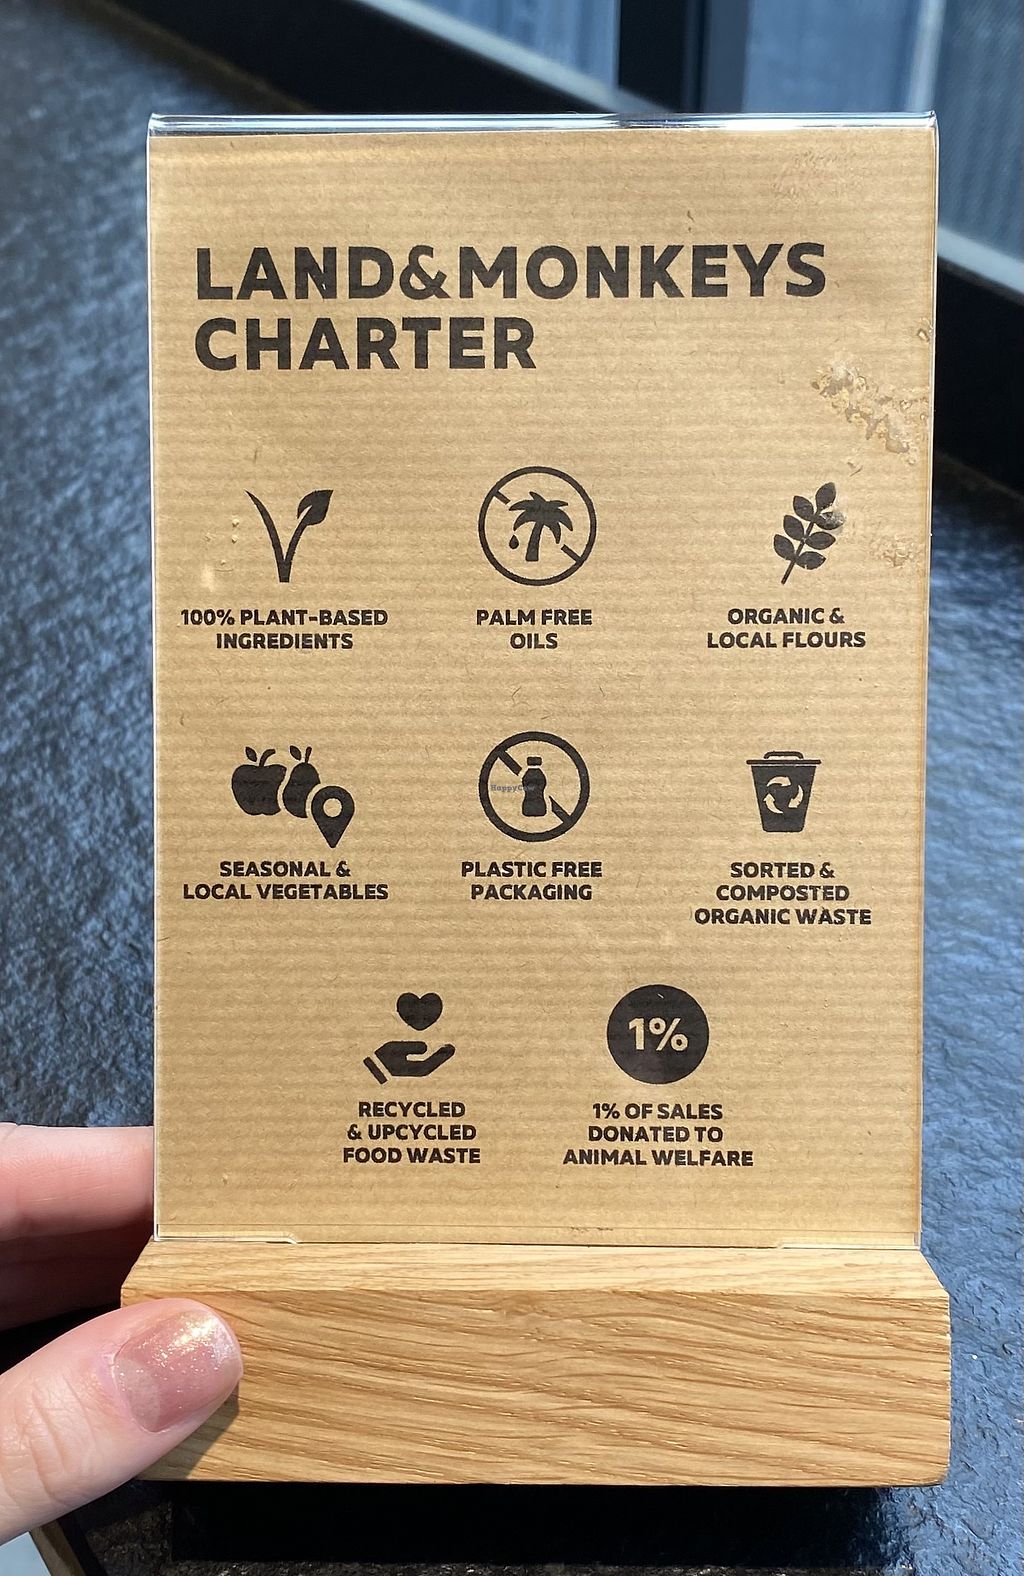 LAND&MONKEYS
CHARTER
100% PLANT-BASED
INGREDIENTS
PALM FREE
OILS
ORGANIC &
LOCAL FLOURS
SEASONAL &
LOCAL VEGETABLES
HappyCow
PLASTIC FREE
PACKAGING
SORTED &
COMPOSTED
ORGANIC WASTE
RECYCLED
& UPCYCLED
FOOD WASTE
1%
1% OF SALES
DONATED TO
ANIMAL WELFARE